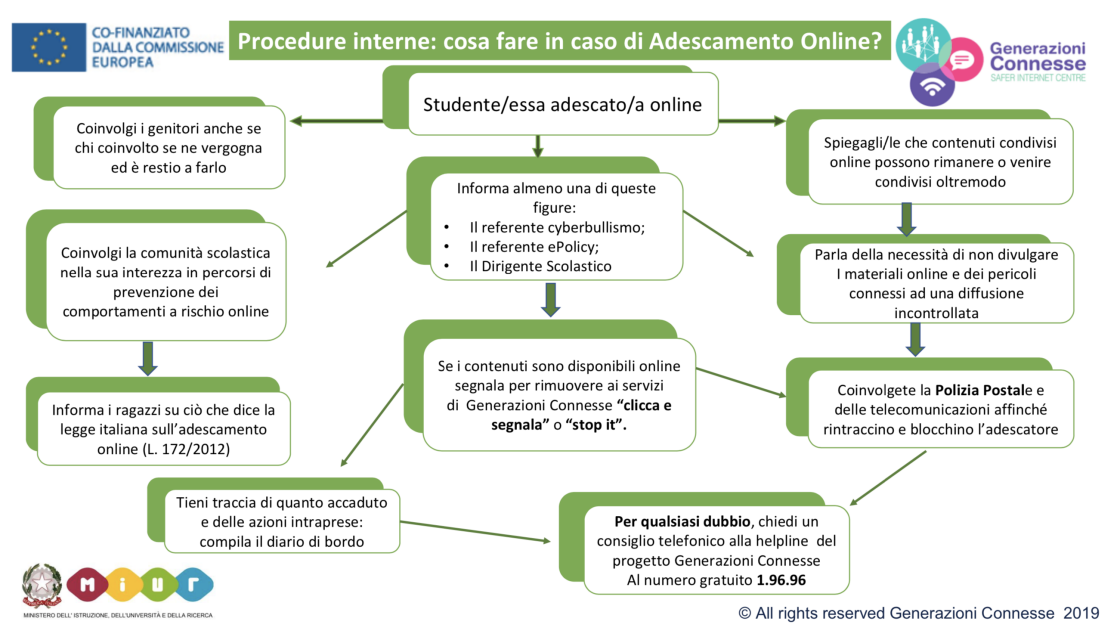 CO-FINANZIATO
DALLA COMMISSIONE
EUROPEA
Procedure interne: cosa fare in caso di Adescamento Online?
Generazioni
Connesse
SAFER INTERNET CENTRE
Studente/essa adescato/a online
Coinvolgi i genitori anche se
chi coinvolto se ne vergogna
ed è restio a farlo
Spiegagli/le che contenuti condivisi
online possono rimanere o venire
condivisi oltremodo
Informa almeno una di queste
figure:
• Il referente cyberbullismo;
• Il referente ePolicy;
• Il Dirigente Scolastico
Coinvolgi la comunità scolastica
nella sua interezza in percorsi di
prevenzione dei
comportamenti a rischio online
Parla della necessità di non divulgare
I materiali online e dei pericoli
connessi ad una diffusione
incontrollata
Se i contenuti sono disponibili online
segnala per rimuovere ai servizi
di Generazioni Connesse “clicca e
segnala” o “stop it”.
Coinvolgete la Polizia Postale e
delle telecomunicazioni affinché
rintraccino e blocchino l’adescatore
Informa i ragazzi su ciò che dice la
legge italiana sull’adescamento
online (L. 172/2012)
Tieni traccia di quanto accaduto
e delle azioni intraprese:
compila il diario di bordo
Per qualsiasi dubbio, chiedi un
consiglio telefonico alla helpline del
progetto Generazioni Connesse
Al numero gratuito 1.96.96
miur
MINISTERO DELL' ISTRUZIONE, DELL'UNIVERSITÀ E DELLA RICERCA
© All rights reserved Generazioni Connesse 2019